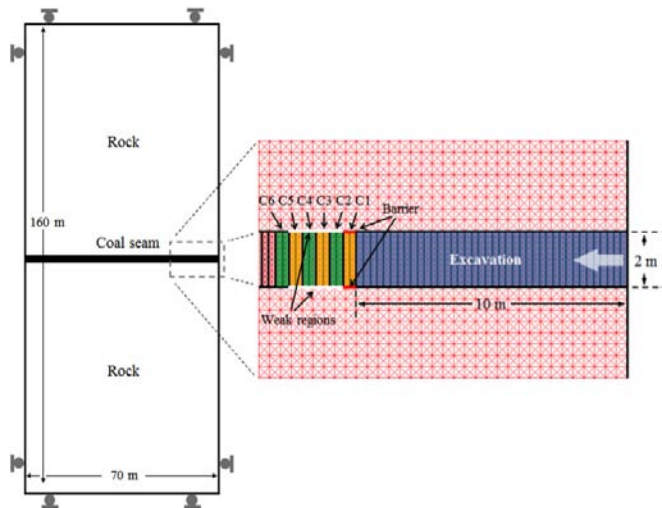 Rock
160 m
Coal seam
Rock
70 m
C6 C5 C4 C3 C2 C1
Barrier
Excavation
2 m
10 m
Weak regions